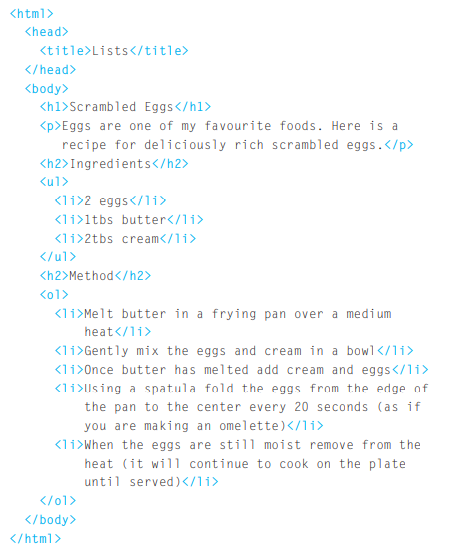 <html>
<head>
<title>Lists</title>
</head>
<body>
<h1>Scrambled Eggs</h1>
<p>Eggs are one of my favourite foods. Here is a
recipe for deliciously rich scrambled eggs.</p>
<h2>Ingredients</h2>
<ul>
<li>2 eggs</li>
<li>1tbs butter</li>
<li>2tbs cream</li>
</ul>
<h2>Method</h2>
<ol>
<li>Melt butter in a frying pan over a medium
heat</li>
<li>Gently mix the eggs and cream in a bowl</li>
<li>Once butter has melted add cream and eggs</li>
<li>Using a spatula fold the eggs from the edge of
the pan to the center every 20 seconds (as if
you are making an omelette)</li>
<li>When the eggs are still moist remove from the
heat (it will continue to cook on the plate
until served)</li>
</ol>
</body>
</html>